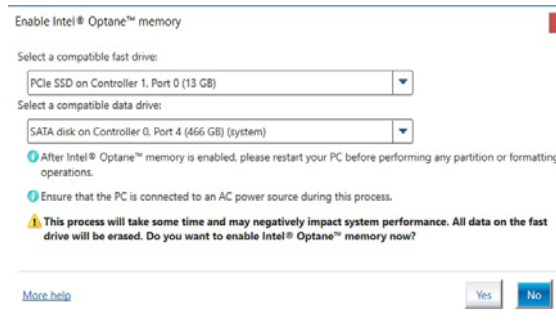 Enable Intel® Optane™ memory
Select a compatible fast drive:
PCIe SSD on Controller 1, Port 0 (13 GB)
Select a compatible data drive:
SATA disk on Controller 0, Port 4 (466 GB) (system)
After Intel® Optane™ memory is enabled, please restart your PC before performing any partition or formatting
operations.
Ensure that the PC is connected to an AC power source during this process.
This process will take some time and may negatively impact system performance. All data on the fast
drive will be erased. Do you want to enable Intel® Optane™ memory now?
More help
Yes
No